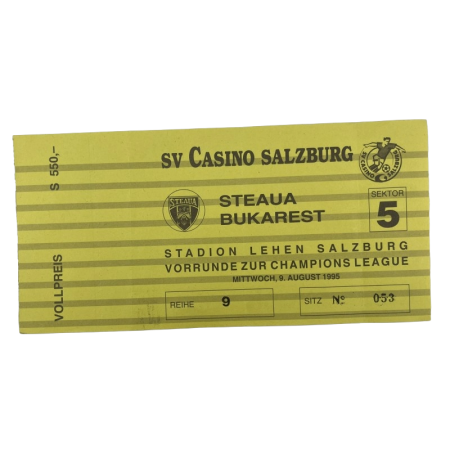 S 550,–
VOLLPREIS
SV CASINO SALZBURG
STEAUA
STEAUA
BUKAREST
SEKTOR
5
STADION LEHEN SALZBURG
VORRUNDE ZUR CHAMPIONS LEAGUE
MITTWOCH, 9. AUGUST 1995
REIHE 9
SITZ Nº 053